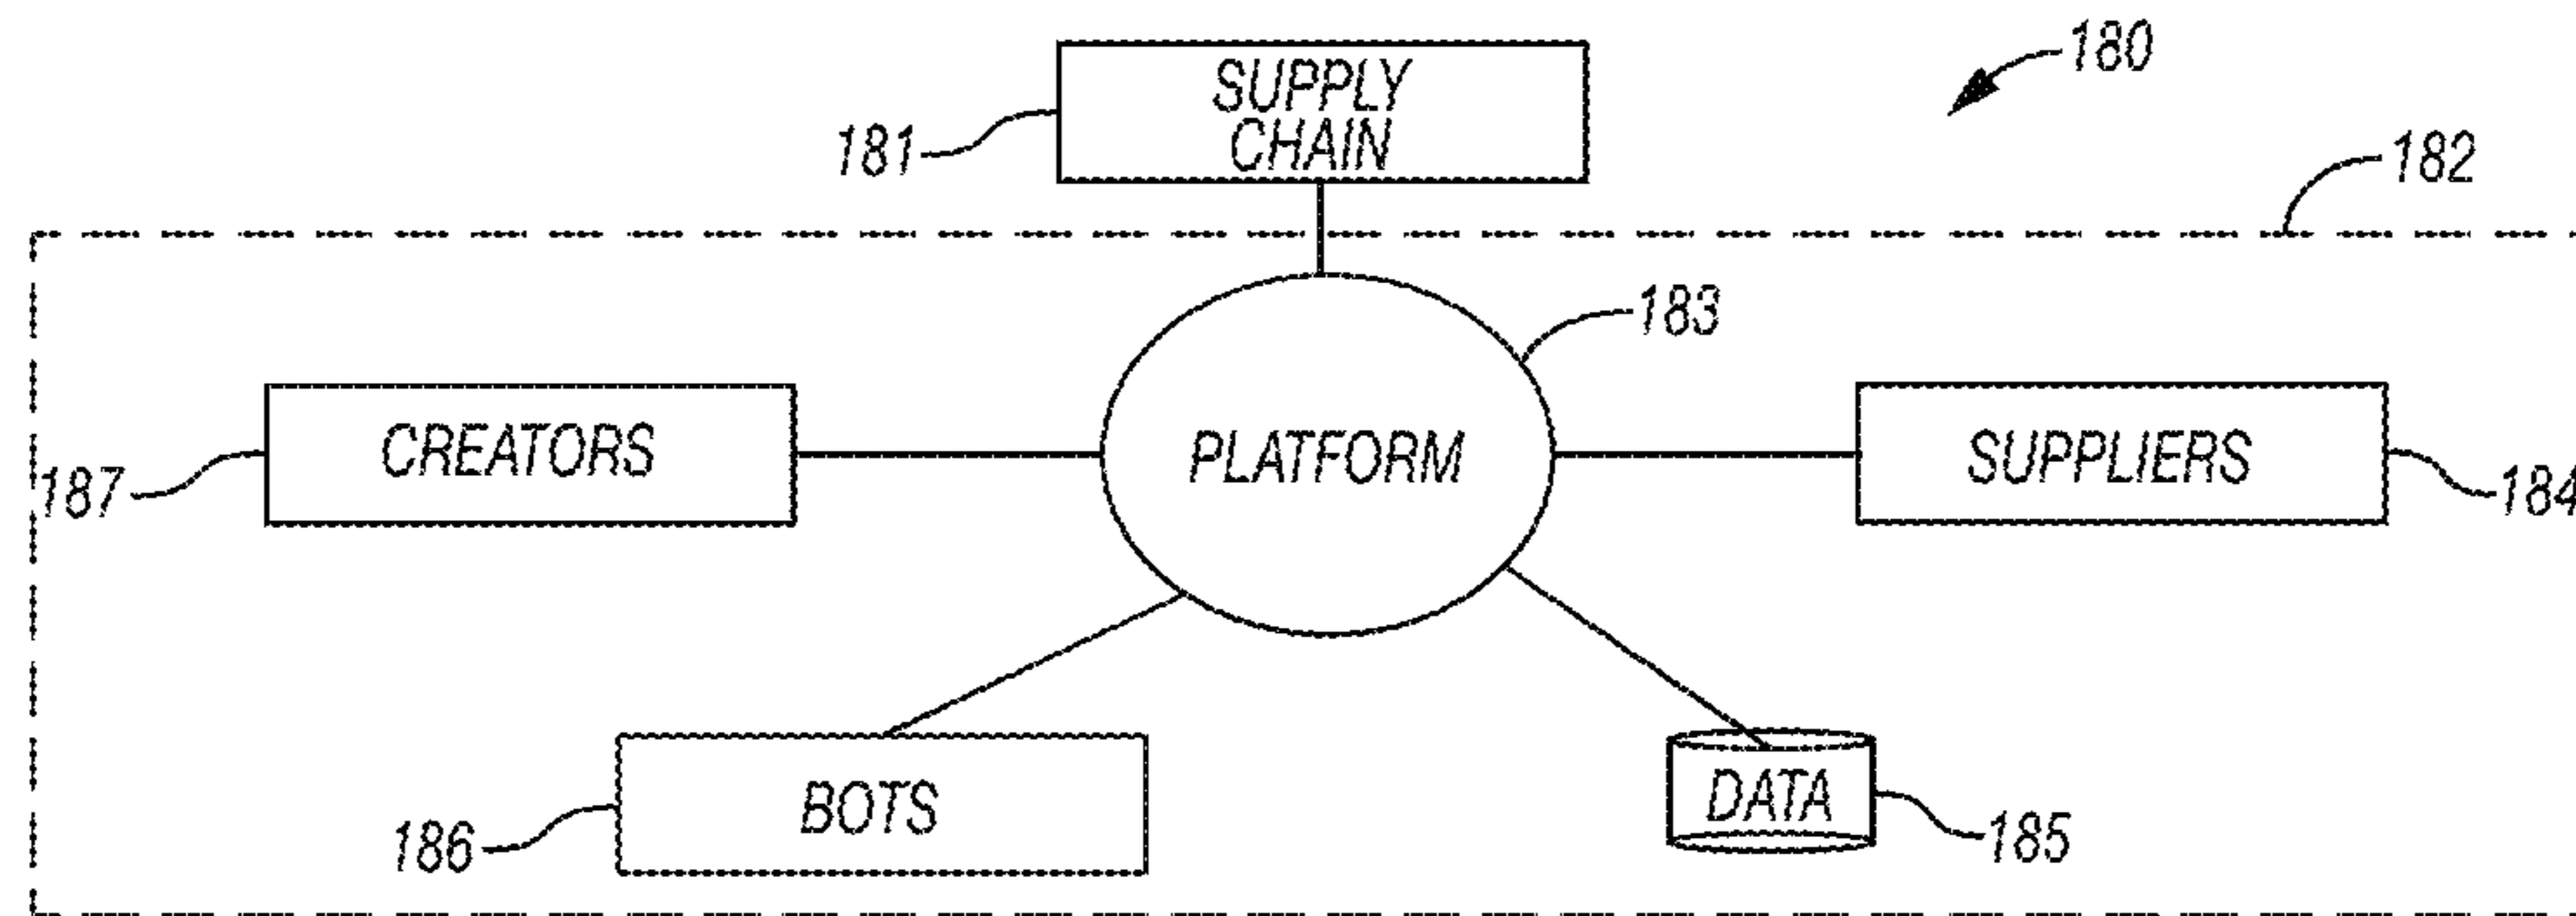 180
SUPPLY
CHAIN
181
182
183
CREATORS
PLATFORM
SUPPLIERS
187
184
BOTS
DATA
186
185